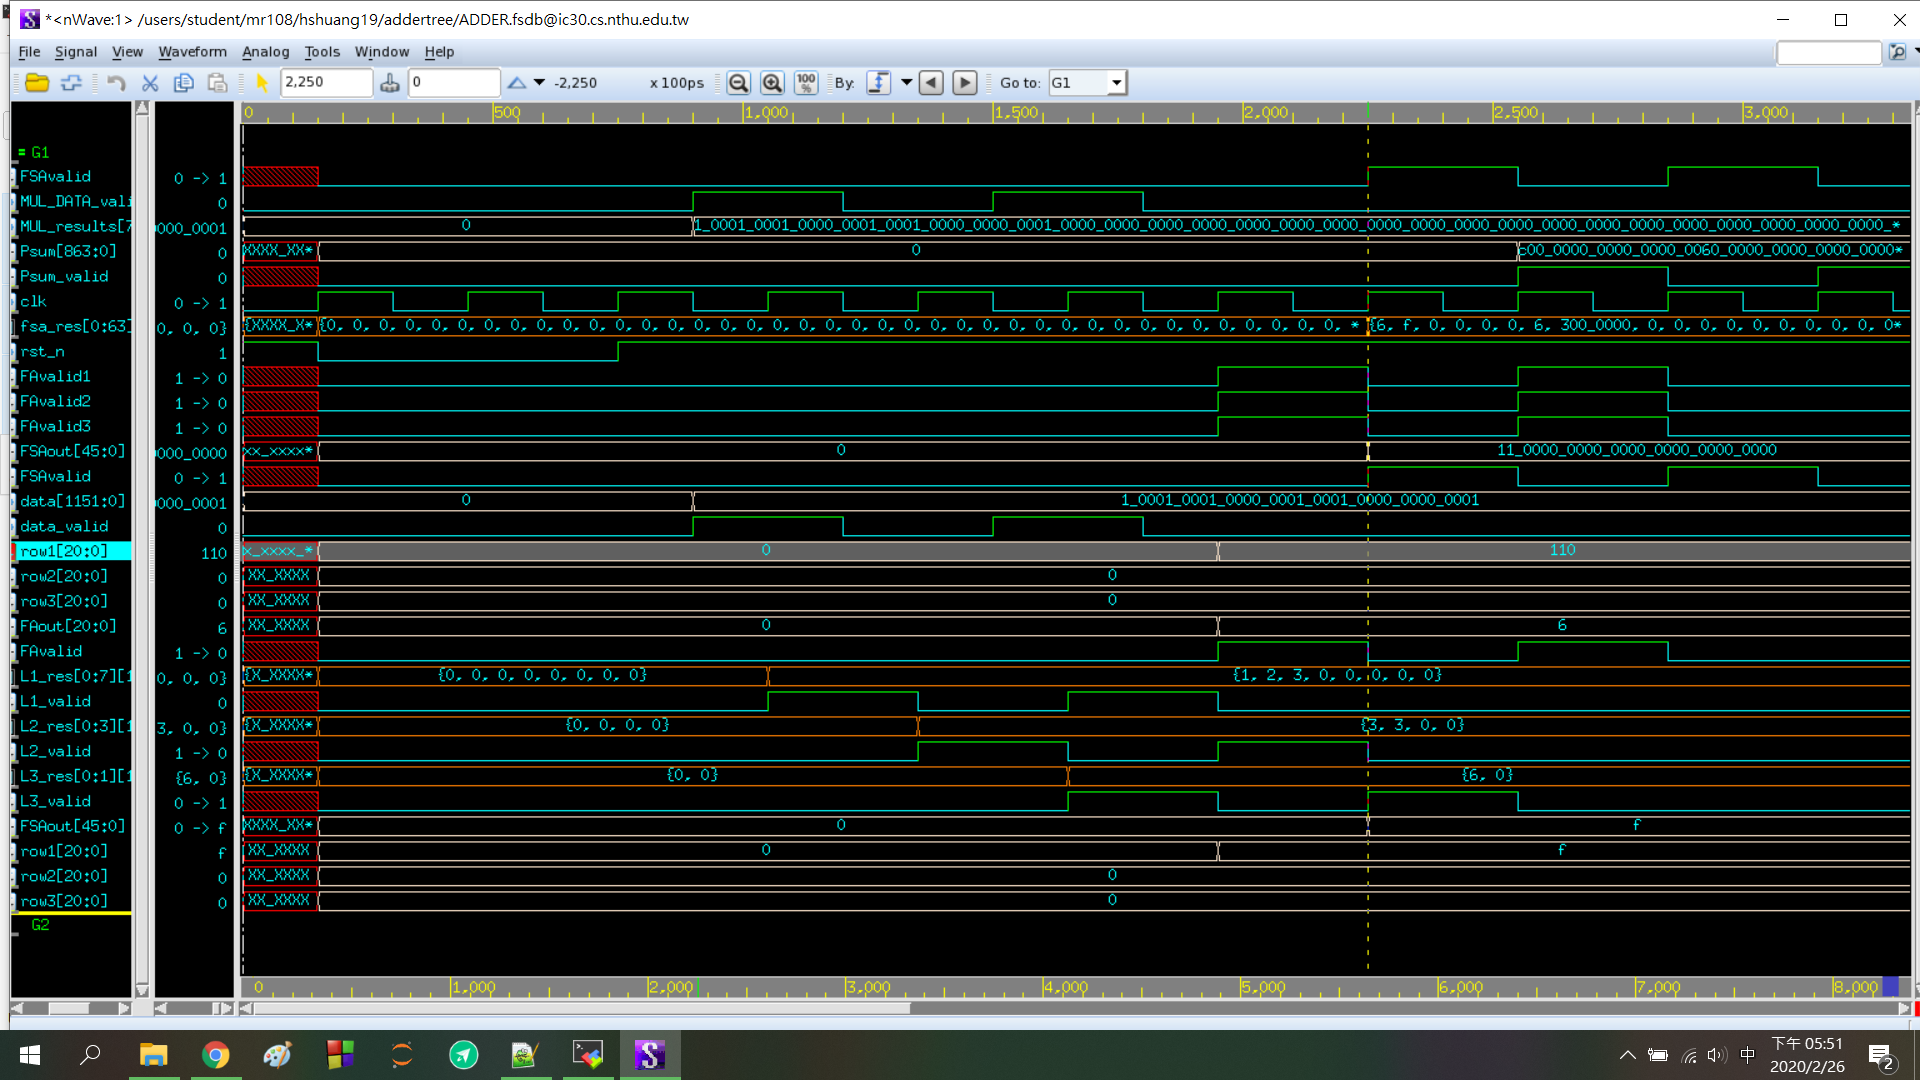 *<nWave:1> /users/student/mr108/hshuang19/addertree/ADDER.fsdb@ic30.cs.nthu.edu.tw
File Signal View Waveform Analog Tools Window Help
2,250 0 -2,250 x 100ps 100 % By: Go to: G1
0 500 1,000 1,500 2,000 2,500 3,000
= G1
FSAvalid 0 -> 1
MUL_DATA_vali 0
MUL_results[7 0000_0001 0 1_0001_0001_0000_0001_0001_0000_0000_0001_0000_0000_0000_0000_0000_0000_0000_0000_0000_0000_0000_0000_0000_*
Psum[863:0] 0 XXXX_XX* 0 c00_0000_0000_0000_0060_0000_0000_0000_0000*
Psum_valid 0
clk 0 -> 1
fsa_res[0:63] 0, 0, 0} {XXXX_X* {0, 0, 0, 0, 0, 0, 0, 0, 0, 0, 0, 0, 0, 0, 0, 0, 0, 0, 0, 0, 0, 0, 0, 0, 0, 0, 0, 0, 0, 0, 0, 0, 0, 0, 0, 0, 0, 0, 0, * {6, f, 0, 0, 0, 0, 6, 300_0000, 0, 0, 0, 0, 0, 0, 0, 0, 0, 0*
rst_n 1
FAvalid1 1 -> 0
FAvalid2 1 -> 0
FAvalid3 1 -> 0
FSAout[45:0] 0000_0000 xx_xxxx* 0 11_0000_0000_0000_0000_0000_0000
FSAvalid 0 -> 1
data[1151:0] 0000_0001 0 1_0001_0001_0000_0001_0001_0000_0000_0001
data_valid 0
row1[20:0] 110 X_XXXX_* 0 110
row2[20:0] 0 XX_XXXX 0
row3[20:0] 0 XX_XXXX 0
FAout[20:0] 6 XX_XXXX 0 6
FAvalid 1 -> 0
L1_res[0:7][1 0, 0, 0} {X_XXXX* {0, 0, 0, 0, 0, 0, 0, 0} {1, 2, 3, 0, 0, 0, 0, 0}
L1_valid 0
L2_res[0:3][1 3, 0, 0} {X_XXXX* {0, 0, 0, 0} {3, 3, 0, 0}
L2_valid 1 -> 0
L3_res[0:1][1 {6, 0} {X_XXXX* {0, 0} {6, 0}
L3_valid 0 -> 1
FSAout[45:0] 0 -> f XXXX_XX* 0 f
row1[20:0] f XX_XXXX 0 f
row2[20:0] 0 XX_XXXX 0
row3[20:0] 0 XX_XXXX 0
G2
0 1,000 2,000 3,000 4,000 5,000 6,000 7,000 8,000
中 下午 05:51
2020/2/26
2